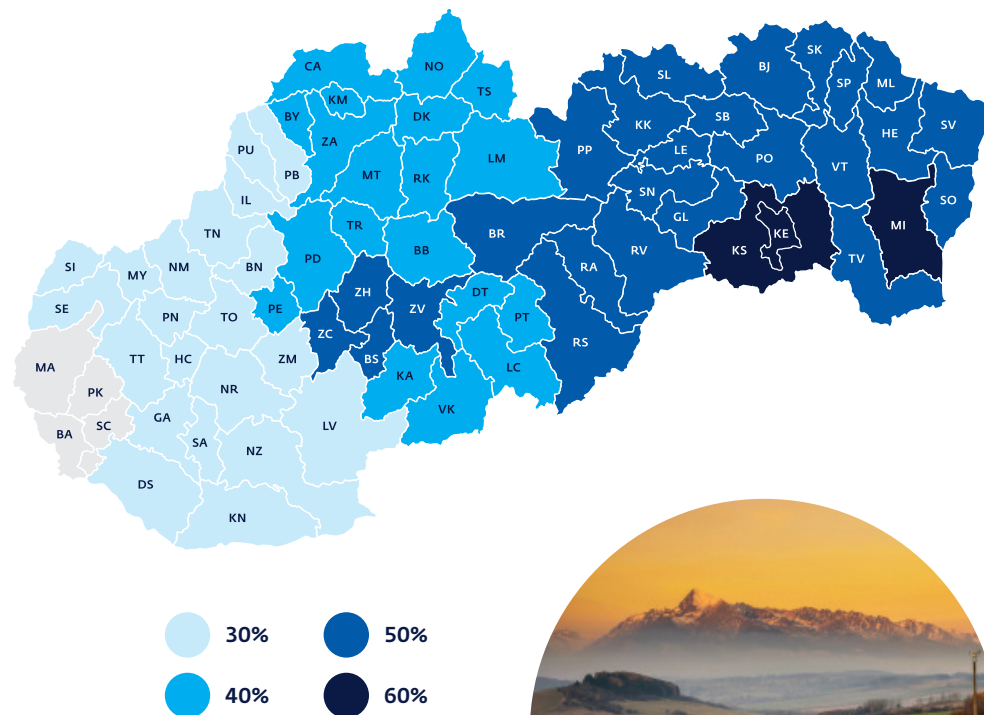 CA
NO
TS
KM
BY
DK
ZA
PU
PB
MT
RK
LM
IL
SL
BJ
SK
SP
ML
KK
SB
HE
SV
PP
LE
PO
VT
SN
GL
SO
TN
TR
PD
BB
BR
RV
KS
KE
MI
TV
SI
MY
NM
BN
RA
SE
PN
TO
PE
ZH
ZV
DT
PT
ZC
RS
MA
TT
HC
ZM
BS
KA
LC
PK
NR
VK
SC
GA
LV
BA
SA
NZ
DS
KN
30%
50%
40%
60%